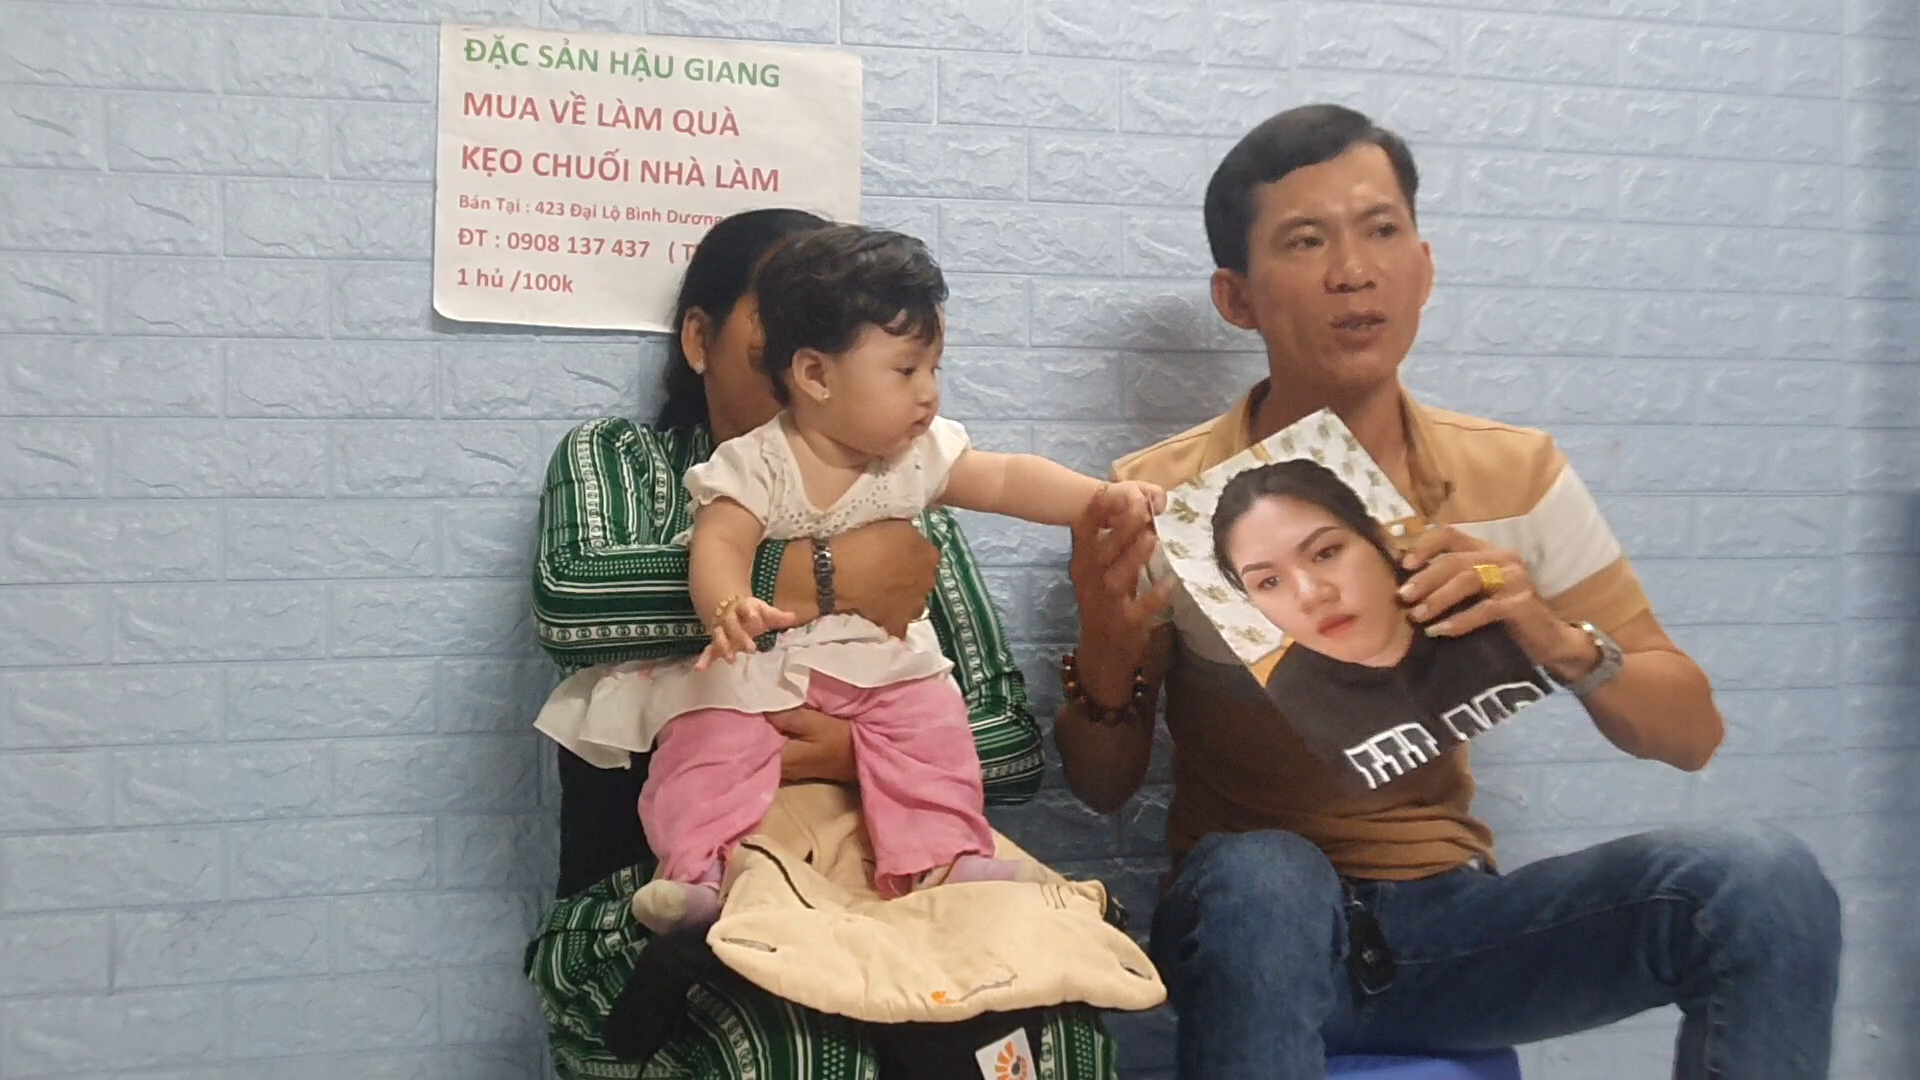 ĐẶC SẢN HẬU GIANG
MUA VỀ LÀM QUÀ
KẸO CHUỐI NHÀ LÀM
Bán Tại : 423 Đại Lộ Bình Dương
ĐT : 0908 137 437 ( T
1 hủ /100k